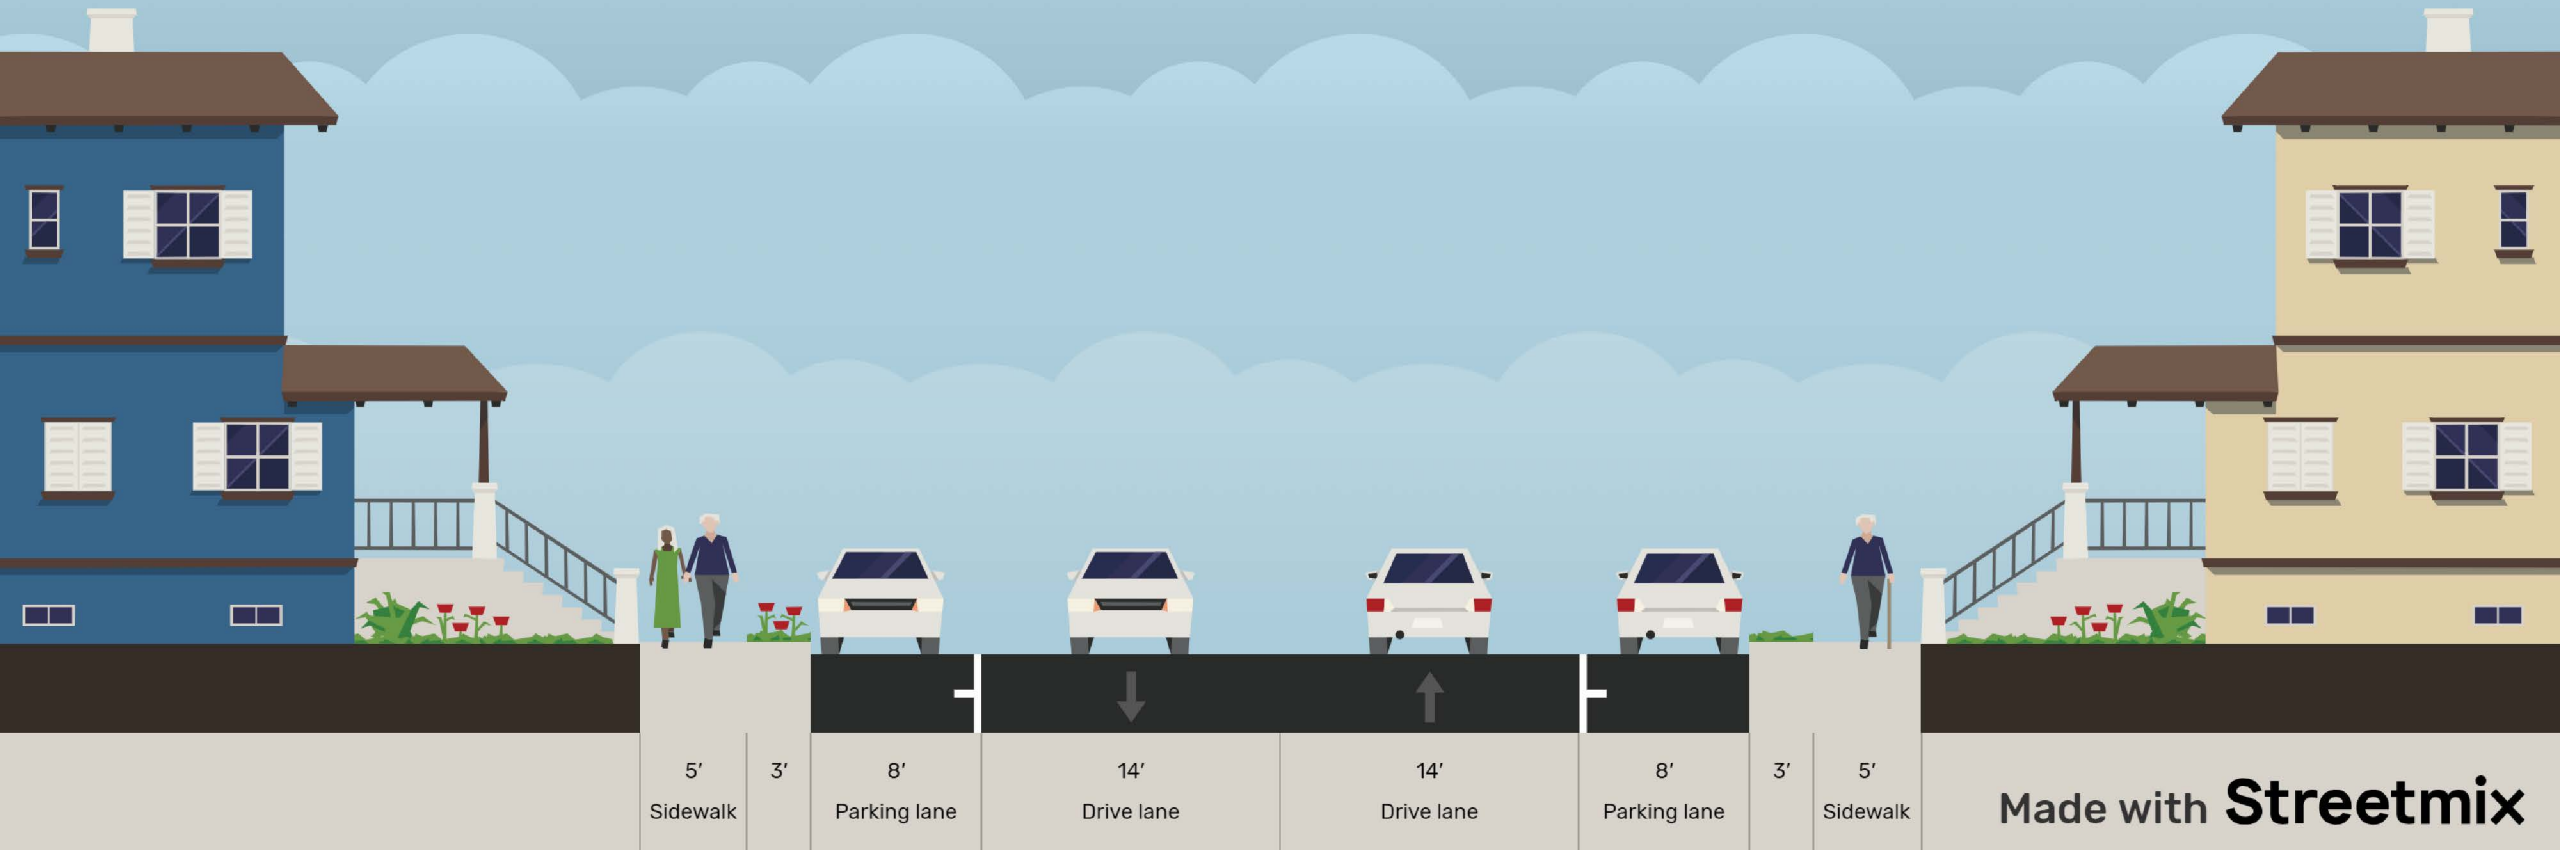 5′ 3′ 8′ 14′ 14′ 8′ 3′ 5′
Sidewalk Parking lane Drive lane Drive lane Parking lane Sidewalk
Made with Streetmix